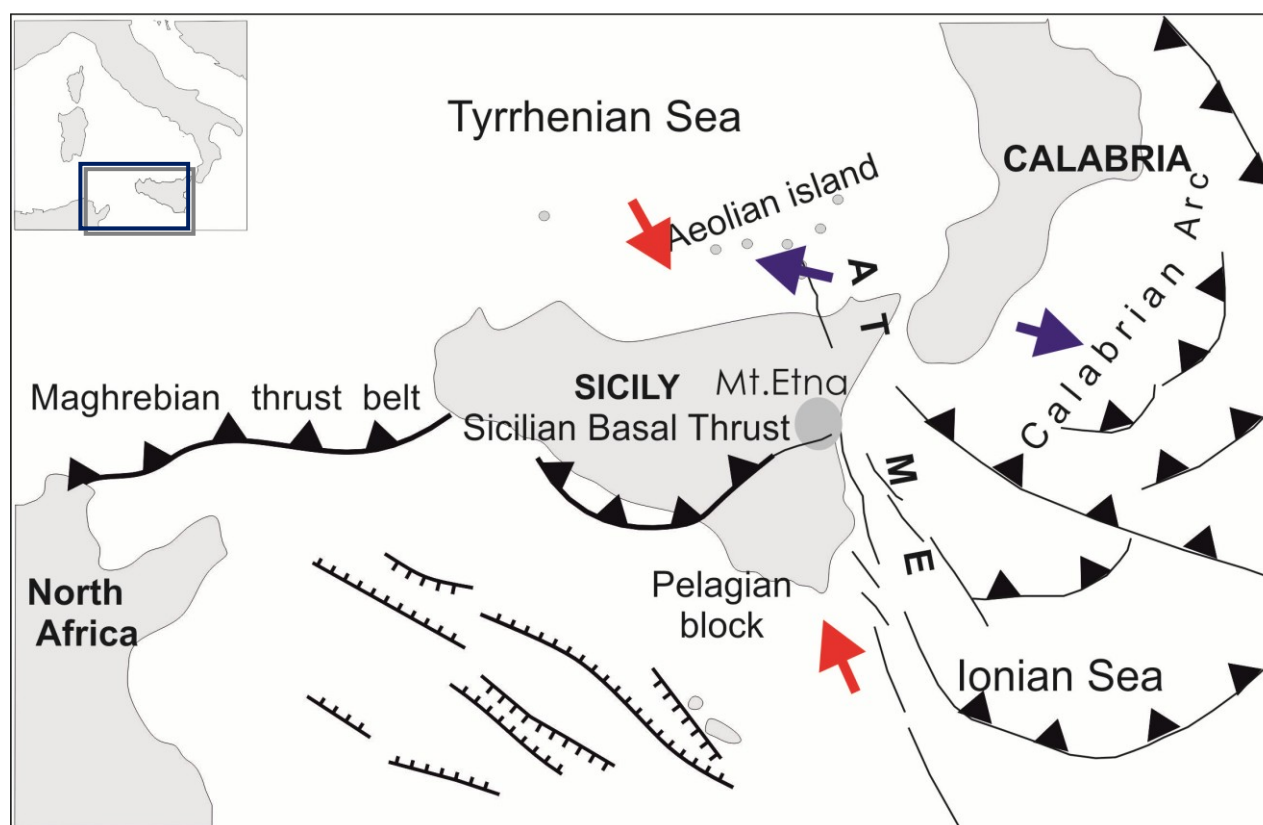 Tyrrhenian Sea
CALABRIA
Aeolian island
Calabrian Arc
A T M E
Maghrebian thrust belt
SICILY
Mt.Etna
Sicilian Basal Thrust
North
Africa
Pelagian
block
Ionian Sea